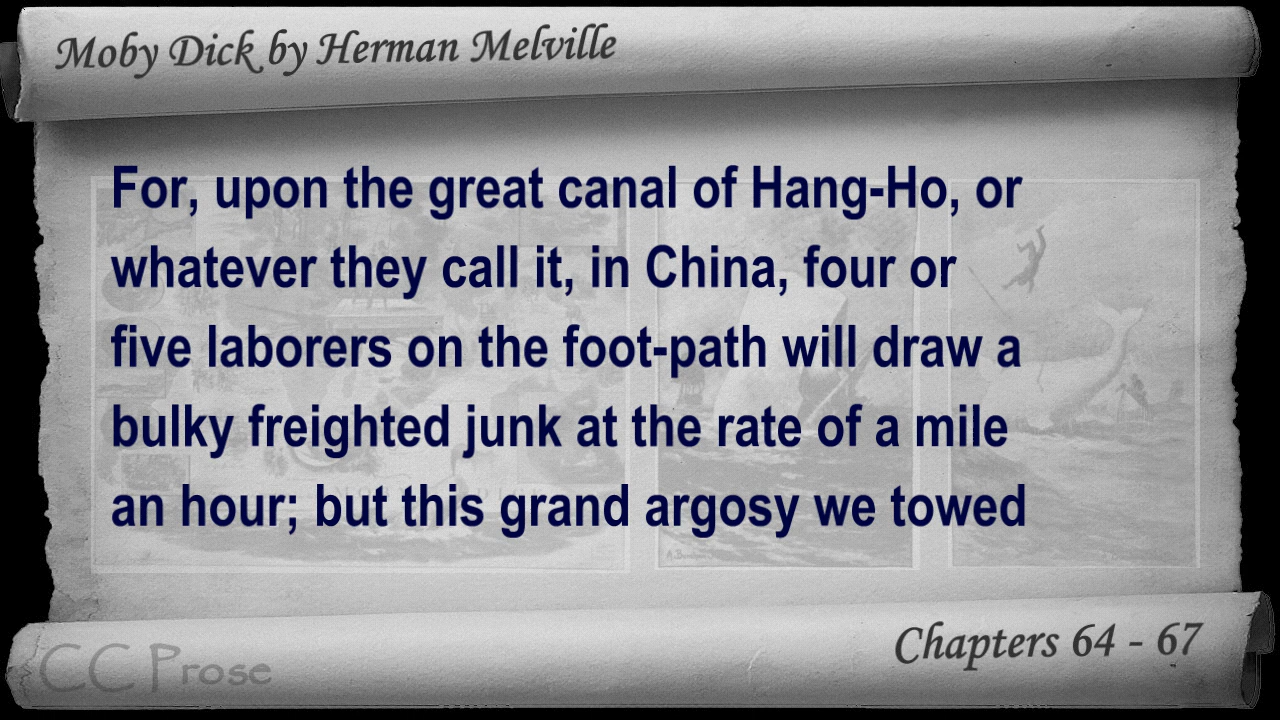 Moby Dick by Herman Melville
For, upon the great canal of Hang-Ho, or
whatever they call it, in China, four or
five laborers on the foot-path will draw a
bulky freighted junk at the rate of a mile
an hour; but this grand argosy we towed
Chapters 64 - 67
CC Prose